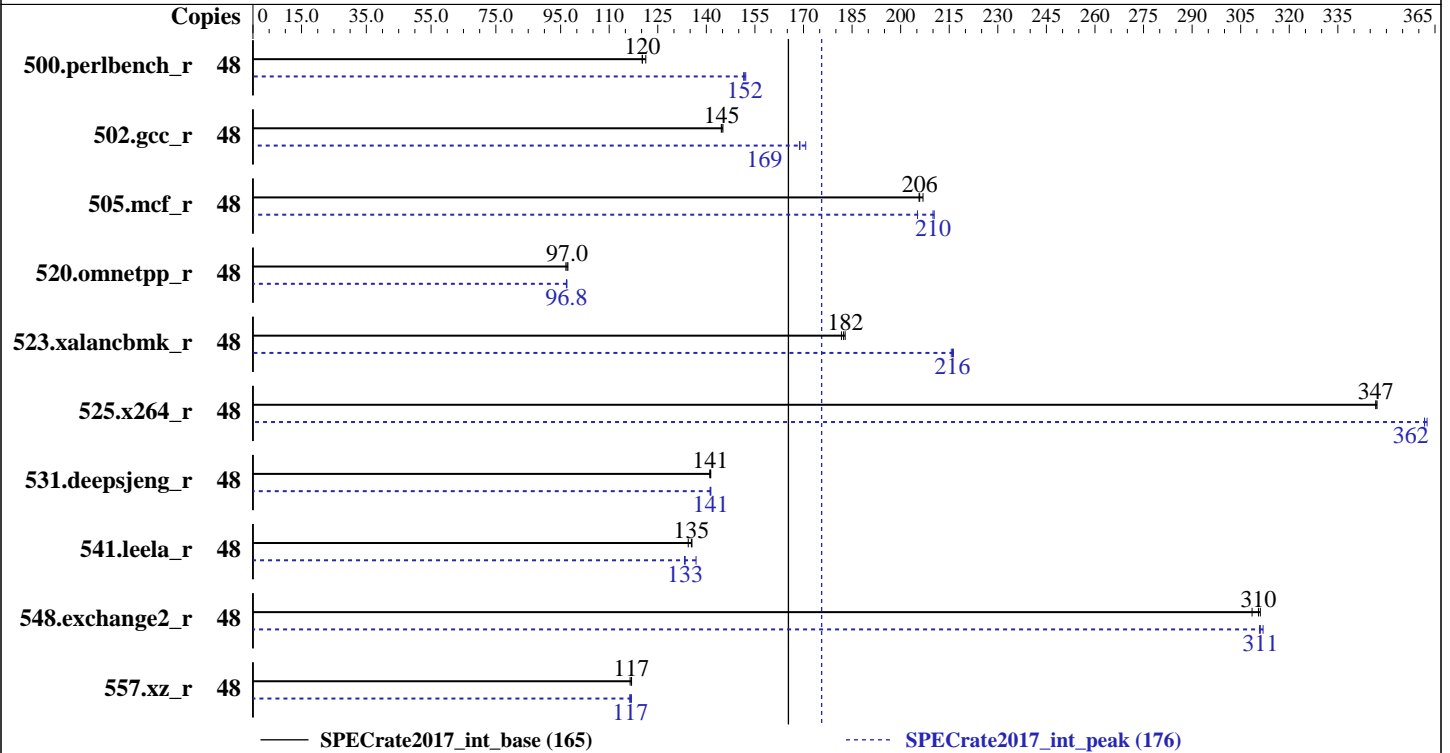 Copies 0 15.0 35.0 55.0 75.0 95.0 110 125 140 155 170 185 200 215 230 245 260 275 290 305 320 335 365
120
500.perlbench_r 48
152
145
502.gcc_r 48
169
206
505.mcf_r 48
210
97.0
520.omnetpp_r 48
96.8
182
523.xalancbmk_r 48
216
347
525.x264_r 48
362
141
531.deepsjeng_r 48
141
135
541.leela_r 48
133
310
548.exchange2_r 48
311
117
557.xz_r 48
117
SPECrate2017_int_base (165) SPECrate2017_int_peak (176)